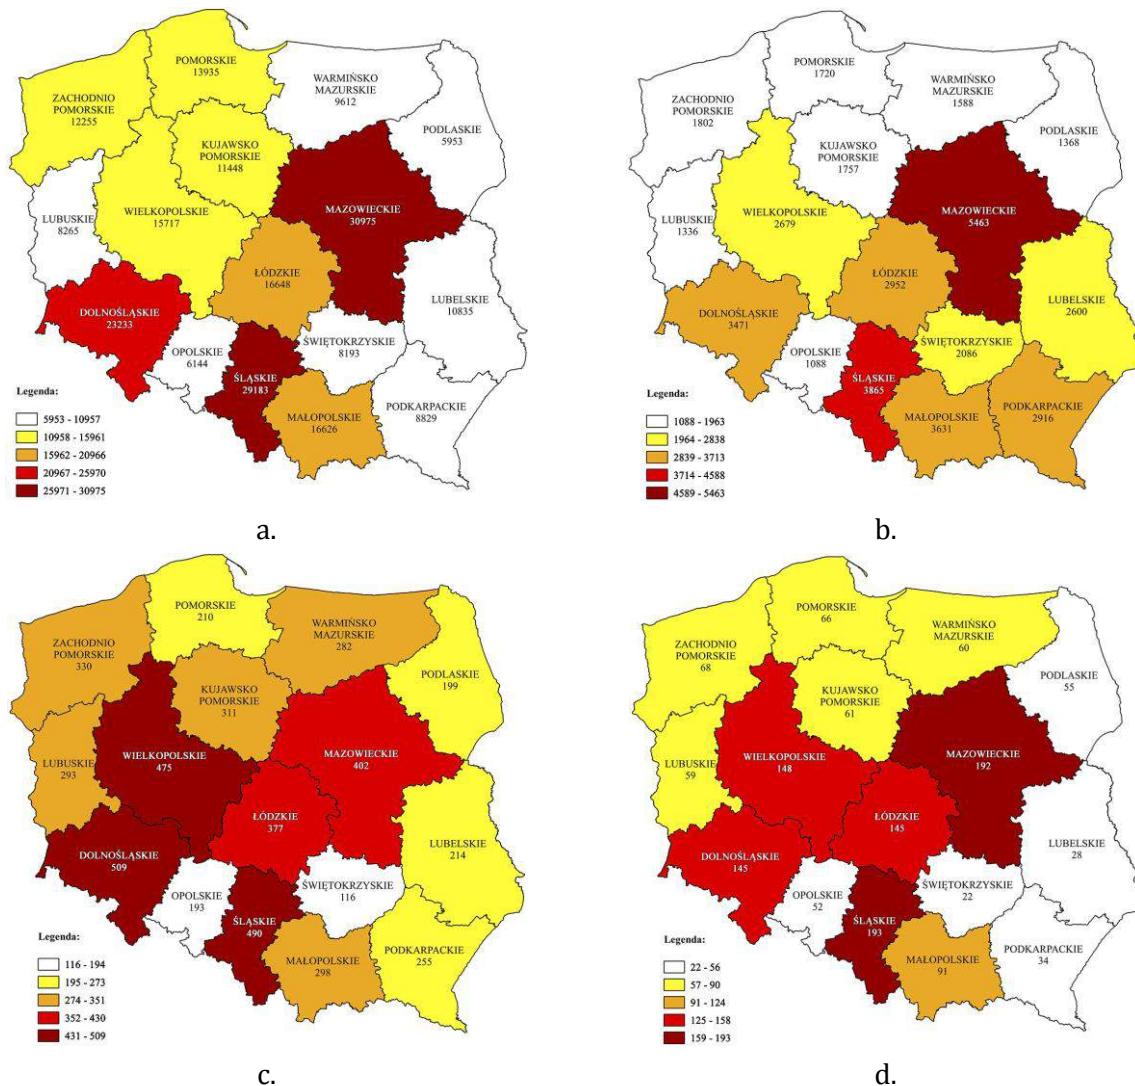 POMORSKIE
13935
WARMIŃSKO
MAZURSKIE
9612
ZACHODNIO
POMORSKIE
12255
PODLASKIE
5953
KUJAWSKO
POMORSKIE
11448
LUBUSKIE
8265
WIELKOPOLSKIE
15717
MAZOWIECKIE
30975
ŁÓDZKIE
16648
LUBELSKIE
10835
DOLNOŚLĄSKIE
23233
OPOLSKIE
6144
ŚWIĘTOKRZYSKIE
8193
ŚLĄSKIE
29183
MAŁOPOLSKIE
16626
PODKARPACKIE
8829
Legenda:
5953 - 10957
10958 - 15961
15962 - 20966
20967 - 25970
25971 - 30975
a.
POMORSKIE
1720
WARMIŃSKO
MAZURSKIE
1588
ZACHODNIO
POMORSKIE
1802
PODLASKIE
1368
KUJAWSKO
POMORSKIE
1757
LUBUSKIE
1336
WIELKOPOLSKIE
2679
MAZOWIECKIE
5463
ŁÓDZKIE
2952
LUBELSKIE
2600
DOLNOŚLĄSKIE
3471
OPOLSKIE
1088
ŚWIĘTOKRZYSKIE
2086
ŚLĄSKIE
3865
MAŁOPOLSKIE
3631
PODKARPACKIE
2916
Legenda:
1088 - 1963
1964 - 2838
2839 - 3713
3714 - 4588
4589 - 5463
b.
POMORSKIE
210
WARMIŃSKO
MAZURSKIE
282
ZACHODNIO
POMORSKIE
330
PODLASKIE
199
KUJAWSKO
POMORSKIE
311
LUBUSKIE
293
WIELKOPOLSKIE
475
MAZOWIECKIE
402
ŁÓDZKIE
377
LUBELSKIE
214
DOLNOŚLĄSKIE
509
OPOLSKIE
193
ŚWIĘTOKRZYSKIE
116
ŚLĄSKIE
490
MAŁOPOLSKIE
298
PODKARPACKIE
255
Legenda:
116 - 194
195 - 273
274 - 351
352 - 430
431 - 509
c.
POMORSKIE
66
WARMIŃSKO
MAZURSKIE
60
ZACHODNIO
POMORSKIE
68
PODLASKIE
55
KUJAWSKO
POMORSKIE
61
LUBUSKIE
59
WIELKOPOLSKIE
148
MAZOWIECKIE
192
ŁÓDZKIE
145
LUBELSKIE
28
DOLNOŚLĄSKIE
145
OPOLSKIE
52
ŚWIĘTOKRZYSKIE
22
ŚLĄSKIE
193
MAŁOPOLSKIE
91
PODKARPACKIE
34
Legenda:
22 - 56
57 - 90
91 - 124
125 - 158
159 - 193
d.